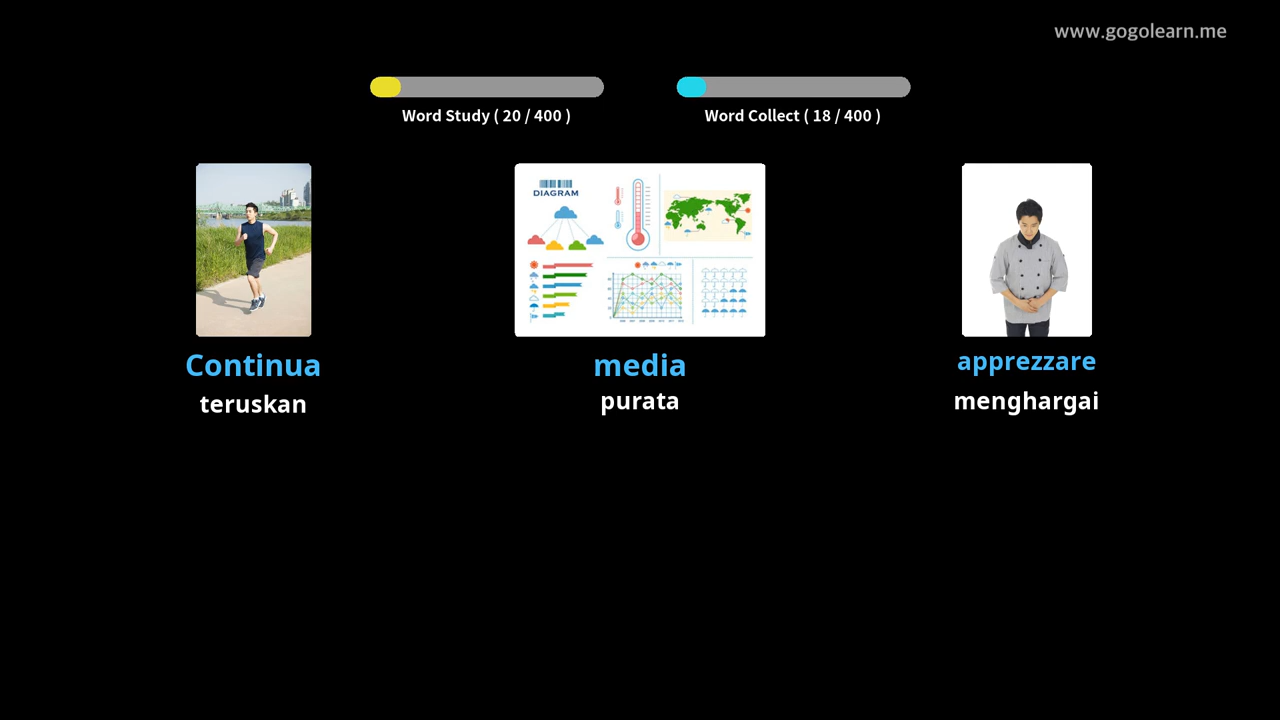 www.gogolearn.me
Word Study ( 20 / 400 )
Word Collect ( 18 / 400 )
DIAGRAM
Continua
media
apprezzare
teruskan
purata
menghargai